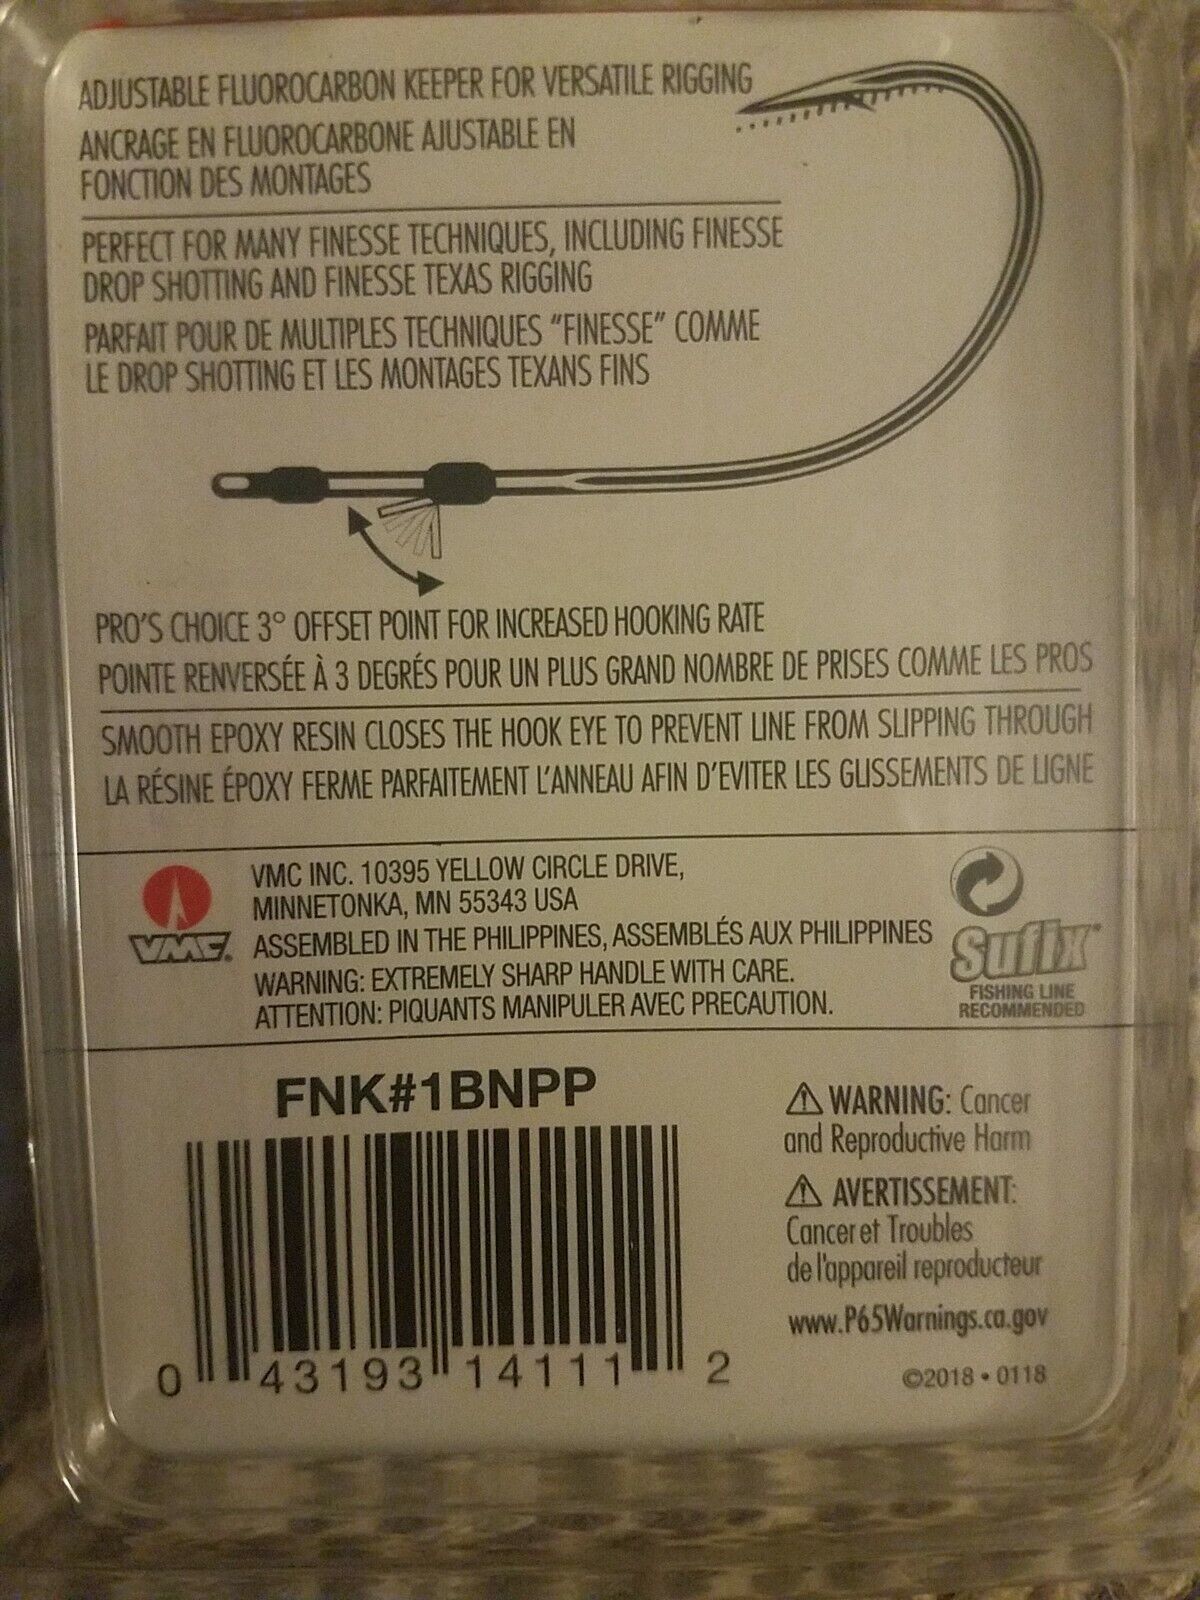 ADJUSTABLE FLUOROCARBON KEEPER FOR VERSATILE RIGGING
ANCRAGE EN FLUOROCARBONE AJUSTABLE EN
FONCTION DES MONTAGES
PERFECT FOR MANY FINESSE TECHNIQUES, INCLUDING FINESSE
DROP SHOTTING AND FINESSE TEXAS RIGGING
PARFAIT POUR DE MULTIPLES TECHNIQUES "FINESSE" COMME
LE DROP SHOTTING ET LES MONTAGES TEXANS FINS
PRO'S CHOICE 3° OFFSET POINT FOR INCREASED HOOKING RATE
POINTE RENVERSÉE À 3 DEGRÉS POUR UN PLUS GRAND NOMBRE DE PRISES COMME LES PROS
SMOOTH EPOXY RESIN CLOSES THE HOOK EYE TO PREVENT LINE FROM SLIPPING THROUGH
LA RÉSINE ÉPOXY FERME PARFAITEMENT L'ANNEAU AFIN D'EVITER LES GLISSEMENTS DE LIGNE
VMC®
VMC INC. 10395 YELLOW CIRCLE DRIVE,
MINNETONKA, MN 55343 USA
ASSEMBLED IN THE PHILIPPINES, ASSEMBLÉS AUX PHILIPPINES
WARNING: EXTREMELY SHARP HANDLE WITH CARE.
ATTENTION: PIQUANTS MANIPULER AVEC PRECAUTION.
Sufix™
FISHING LINE
RECOMMENDED
FNK#1BNPP
0 43193 14111 2
⚠ WARNING: Cancer
and Reproductive Harm
⚠ AVERTISSEMENT:
Cancer et Troubles
de l'appareil reproducteur
www.P65Warnings.ca.gov
©2018 • 0118